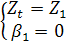 Z_t = Z_1
β_1 = 0